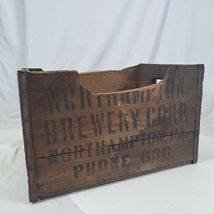 NORTHAMPTON
BREWERY CORP.
NORTHAMPTON, PA
PHONE 686